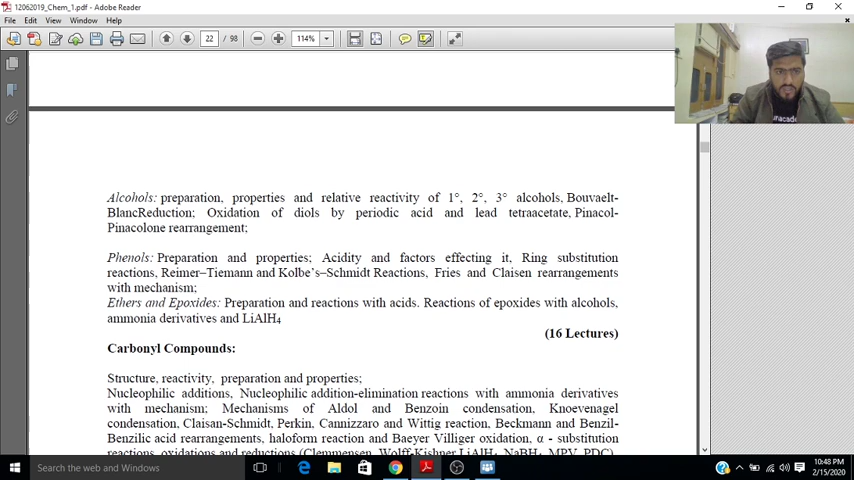 12062019_Chem_1.pdf - Adobe Reader
File Edit View Window Help
22 / 98 114%
Alcohols: preparation, properties and relative reactivity of 1°, 2°, 3° alcohols, Bouvaelt-
BlancReduction; Oxidation of diols by periodic acid and lead tetraacetate, Pinacol-
Pinacolone rearrangement;
Phenols: Preparation and properties; Acidity and factors effecting it, Ring substitution
reactions, Reimer–Tiemann and Kolbe's–Schmidt Reactions, Fries and Claisen rearrangements
with mechanism;
Ethers and Epoxides: Preparation and reactions with acids. Reactions of epoxides with alcohols,
ammonia derivatives and LiAlH4
(16 Lectures)
Carbonyl Compounds:
Structure, reactivity, preparation and properties;
Nucleophilic additions, Nucleophilic addition-elimination reactions with ammonia derivatives
with mechanism; Mechanisms of Aldol and Benzoin condensation, Knoevenagel
condensation, Claisan-Schmidt, Perkin, Cannizzaro and Wittig reaction, Beckmann and Benzil-
Benzilic acid rearrangements, haloform reaction and Baeyer Villiger oxidation, α - substitution
reactions, oxidations and reductions (Clemmensen, Wolff-Kishner LiAlH4, NaBH4, MPV, PDC)
Search the web and Windows
10:48 PM
2/15/2020